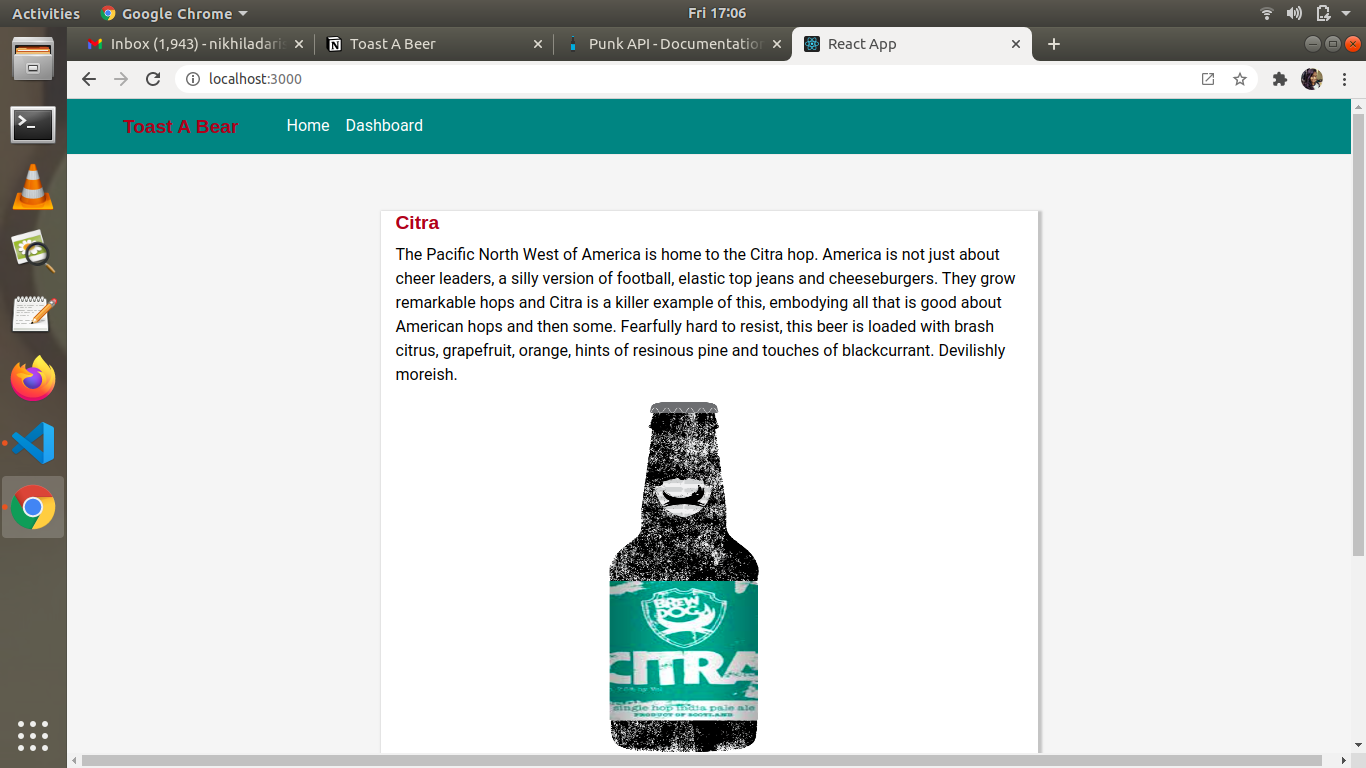 Activities Google Chrome Fri 17:06
Inbox (1,943) - nikhiladaris Toast A Beer Punk API - Documentation React App
localhost:3000
Toast A Bear Home Dashboard
Citra
The Pacific North West of America is home to the Citra hop. America is not just about
cheer leaders, a silly version of football, elastic top jeans and cheeseburgers. They grow
remarkable hops and Citra is a killer example of this, embodying all that is good about
American hops and then some. Fearfully hard to resist, this beer is loaded with brash
citrus, grapefruit, orange, hints of resinous pine and touches of blackcurrant. Devilishly
moreish.
BREW
DOG
CITRA
single hop india pale ale
PRODUCT OF SCOTLAND